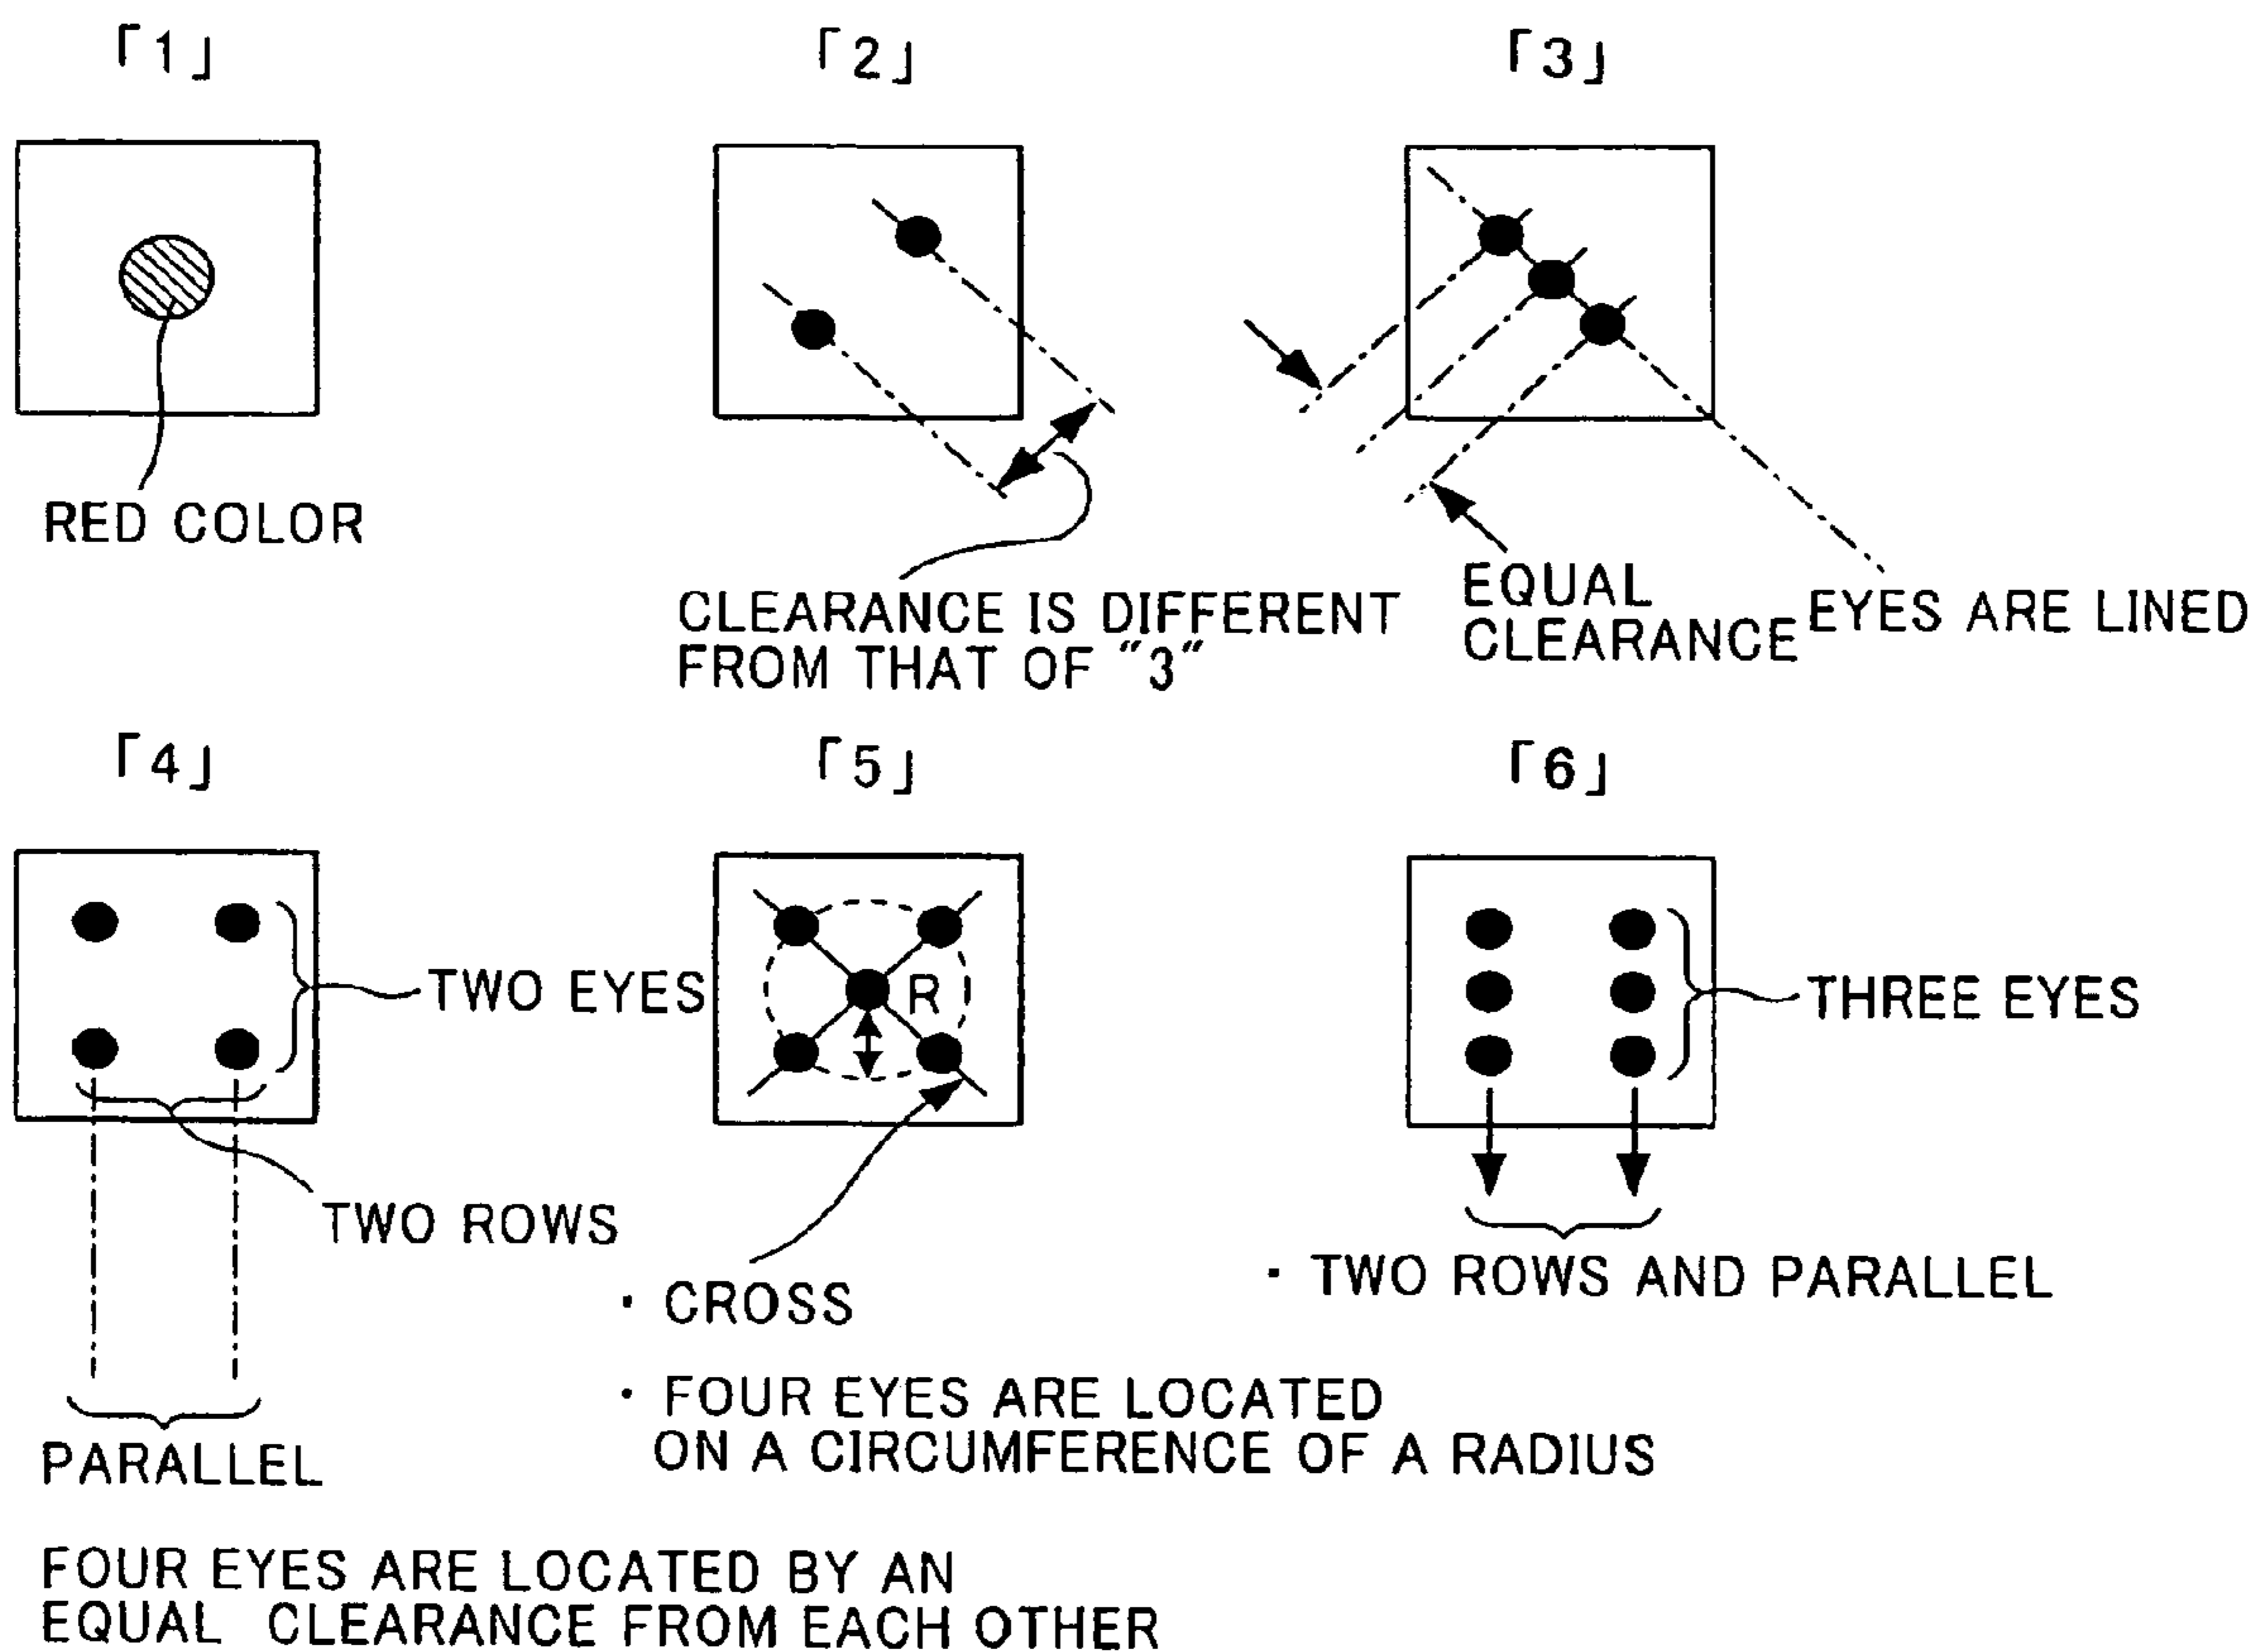 「1」
「2」
「3」
RED COLOR
CLEARANCE IS DIFFERENT
FROM THAT OF "3"
EQUAL
CLEARANCE
EYES ARE LINED
「4」
「5」
「6」
TWO EYES
R
THREE EYES
TWO ROWS
PARALLEL
FOUR EYES ARE LOCATED BY AN
EQUAL CLEARANCE FROM EACH OTHER
・ CROSS
・ FOUR EYES ARE LOCATED
ON A CIRCUMFERENCE OF A RADIUS
・ TWO ROWS AND PARALLEL